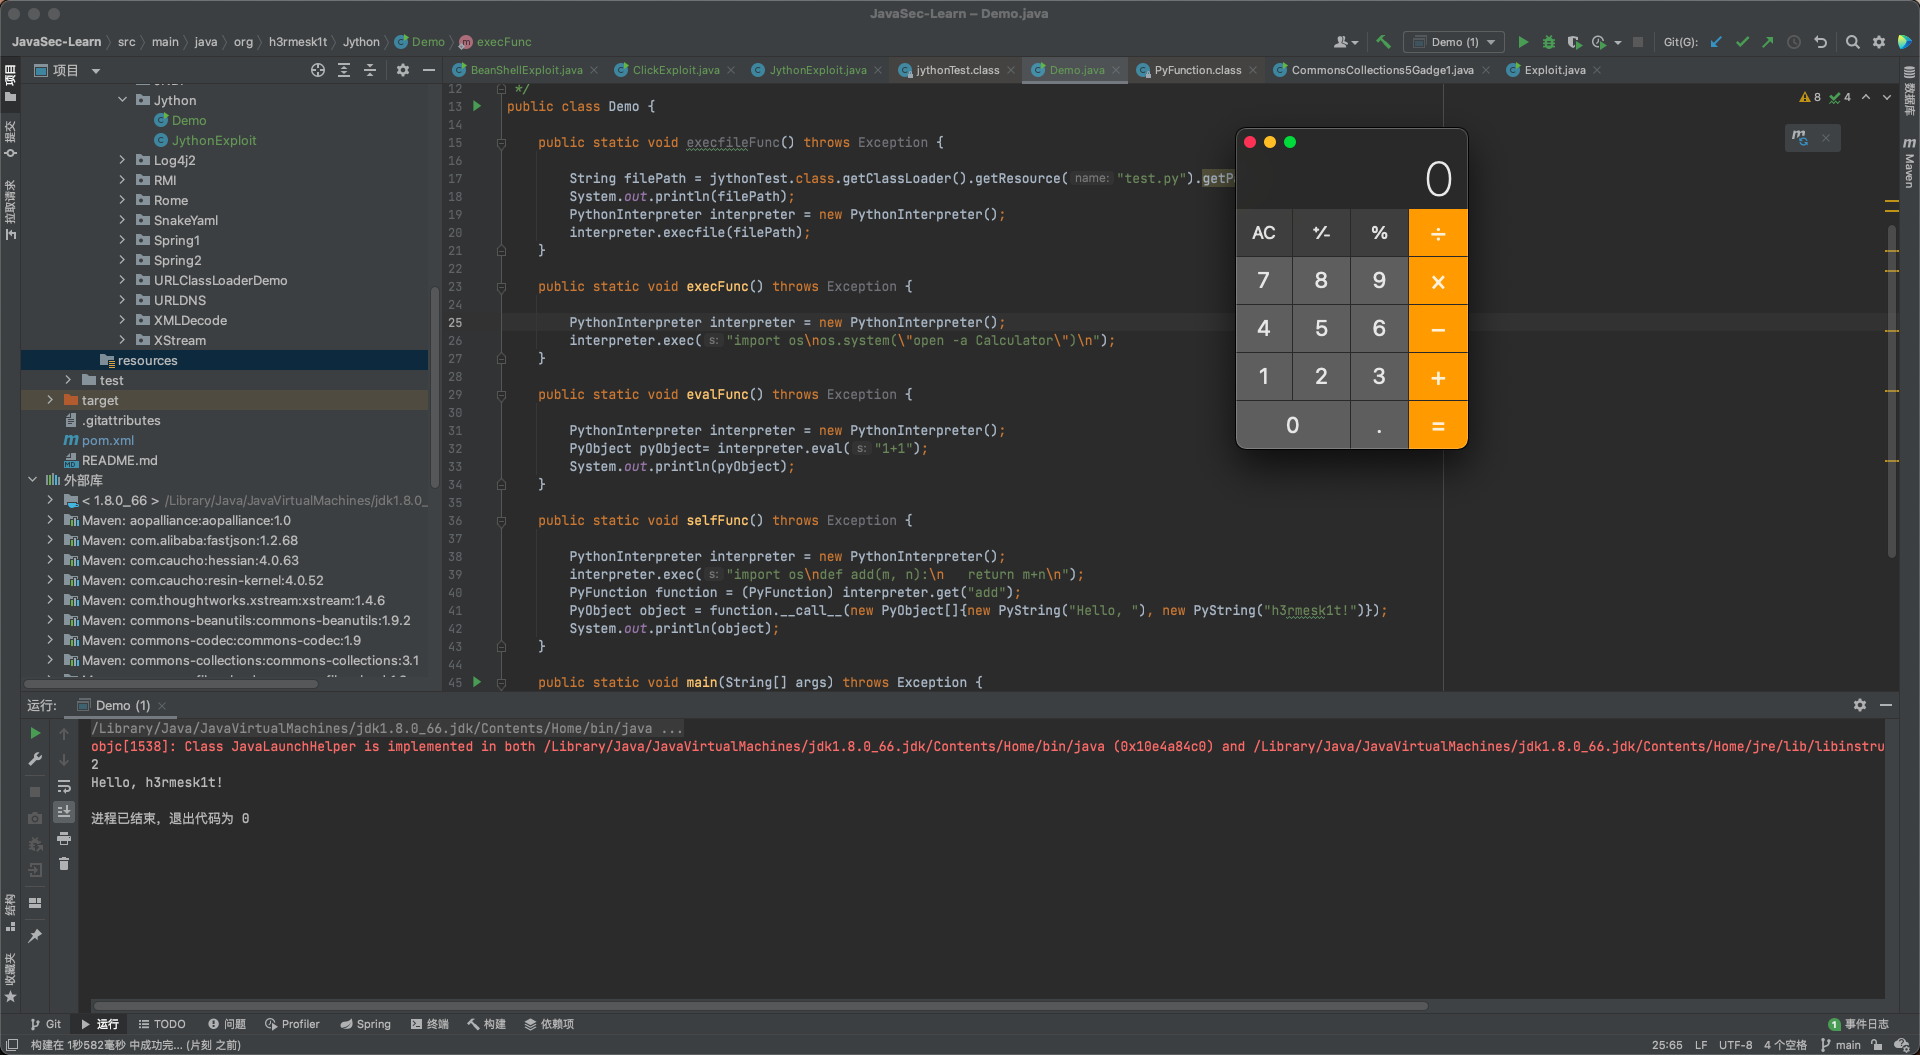 JavaSec-Learn – Demo.java
JavaSec-Learn src main java org h3rmesk1t Jython Demo execFunc
Demo (1) Git(G):
项目
BeanShellExploit.java ClickExploit.java JythonExploit.java jythonTest.class Demo.java PyFunction.class CommonsCollections5Gadge1.java Exploit.java
项目
提交
拉取请求
Jython
Demo
JythonExploit
Log4j2
RMI
Rome
SnakeYaml
Spring1
Spring2
URLClassLoaderDemo
URLDNS
XMLDecode
XStream
resources
test
target
.gitattributes
pom.xml
README.md
外部库
< 1.8.0_66 > /Library/Java/JavaVirtualMachines/jdk1.8.0_
Maven: aopalliance:aopalliance:1.0
Maven: com.alibaba:fastjson:1.2.68
Maven: com.caucho:hessian:4.0.63
Maven: com.caucho:resin-kernel:4.0.52
Maven: com.thoughtworks.xstream:xstream:1.4.6
Maven: commons-beanutils:commons-beanutils:1.9.2
Maven: commons-codec:commons-codec:1.9
Maven: commons-collections:commons-collections:3.1
8 4
12 */
13 public class Demo {
14
15 public static void execfileFunc() throws Exception {
16
17 String filePath = jythonTest.class.getClassLoader().getResource( name: "test.py").getP
18 System.out.println(filePath);
19 PythonInterpreter interpreter = new PythonInterpreter();
20 interpreter.execfile(filePath);
21 }
22
23 public static void execFunc() throws Exception {
24
25 PythonInterpreter interpreter = new PythonInterpreter();
26 interpreter.exec( s: "import os\nos.system(\"open -a Calculator\")\n");
27 }
28
29 public static void evalFunc() throws Exception {
30
31 PythonInterpreter interpreter = new PythonInterpreter();
32 PyObject pyObject= interpreter.eval( s: "1+1");
33 System.out.println(pyObject);
34 }
35
36 public static void selfFunc() throws Exception {
37
38 PythonInterpreter interpreter = new PythonInterpreter();
39 interpreter.exec( s: "import os\ndef add(m, n):\n   return m+n\n");
40 PyFunction function = (PyFunction) interpreter.get("add");
41 PyObject object = function.__call__(new PyObject[]{new PyString("Hello, "), new PyString("h3rmesk1t!")});
42 System.out.println(object);
43 }
44
45 public static void main(String[] args) throws Exception {
0
AC +⁄- % ÷
7 8 9 ×
4 5 6 −
1 2 3 +
0 . =
数据库
Maven
运行: Demo (1)
/Library/Java/JavaVirtualMachines/jdk1.8.0_66.jdk/Contents/Home/bin/java ...
objc[1538]: Class JavaLaunchHelper is implemented in both /Library/Java/JavaVirtualMachines/jdk1.8.0_66.jdk/Contents/Home/bin/java (0x10e4a84c0) and /Library/Java/JavaVirtualMachines/jdk1.8.0_66.jdk/Contents/Home/jre/lib/libinstru
2
Hello, h3rmesk1t!
进程已结束，退出代码为 0
结构
收藏夹
Git 运行 TODO 问题 Profiler Spring 终端 构建 依赖项 1 事件日志
构建在 1秒582毫秒 中成功完... (片刻 之前) 25:65 LF UTF-8 4 个空格 main